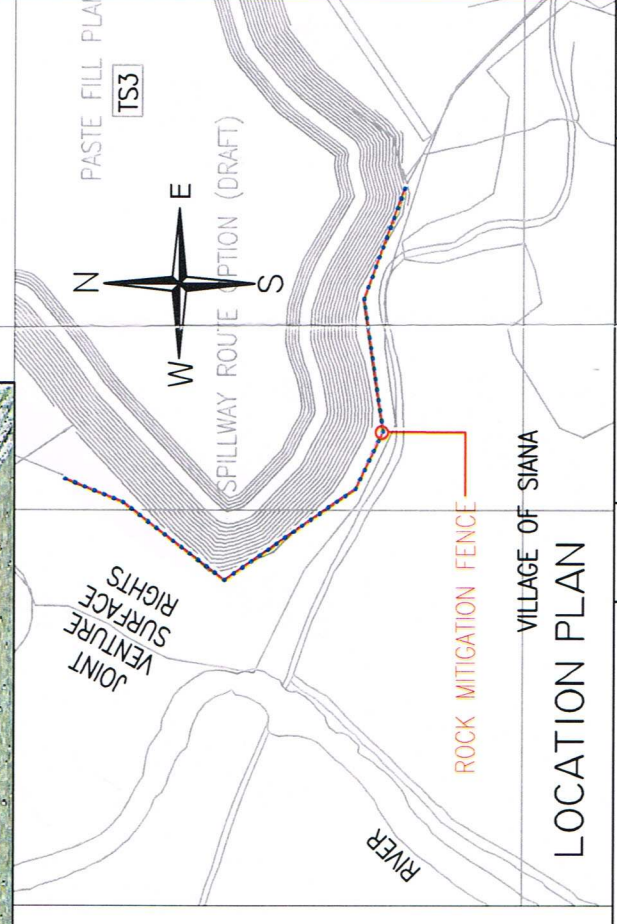 PASTE FILL PLA
TS3
SPILLWAY ROUTE OPTION (DRAFT)
N
E
S
W
JOINT
VENTURE
SURFACE
RIGHTS
RIVER
ROCK MITIGATION FENCE
VILLAGE OF SIANA
LOCATION PLAN